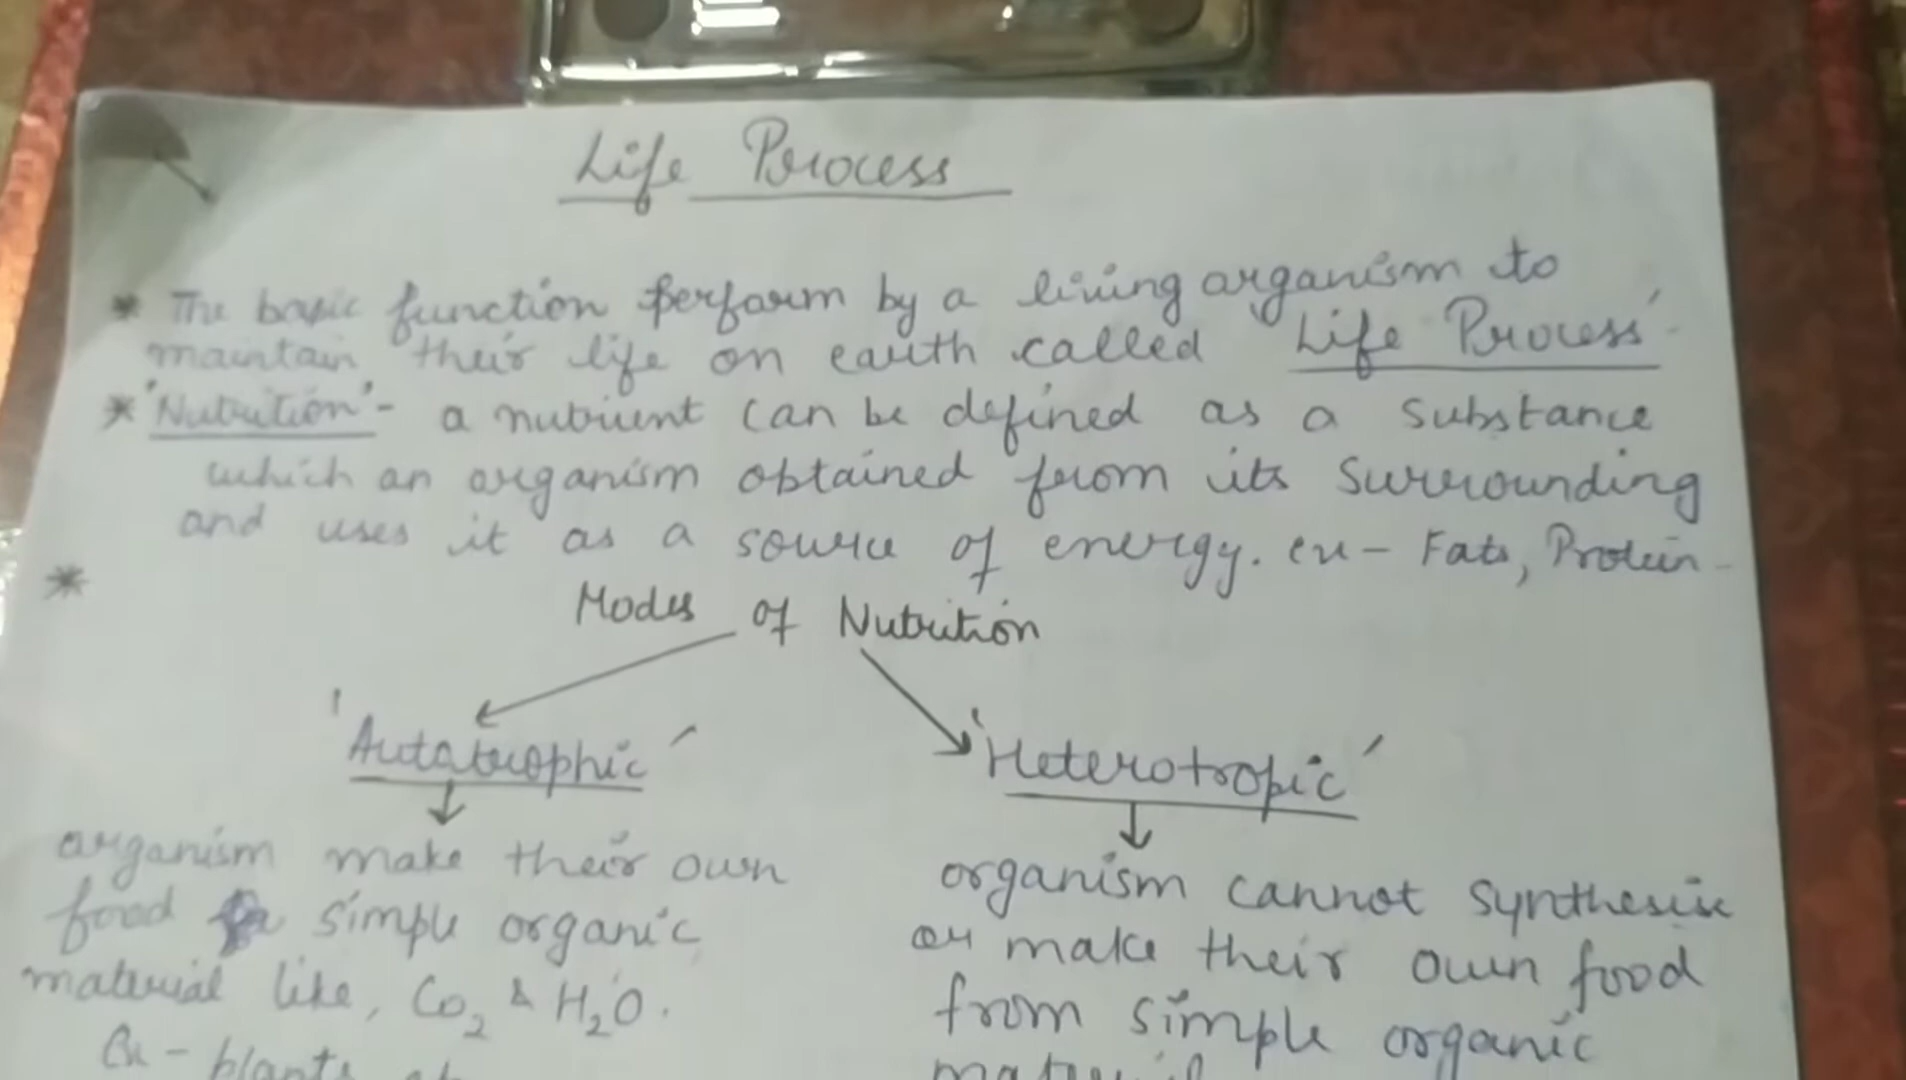 Life Process
* The basic function perform by a living organism to
maintain their life on earth called 'Life Process'
* 'Nutrition' - a nutrient can be defined as a substance
which an organism obtained from its surrounding
and uses it as a source of energy. ex- Fats, Protein
*
Modes of Nutrition
'Autotrophic' 'Heterotropic'
organism make their own
food simple organic
material like, CO2 & H2O.
Ex - plants
organism cannot synthesis
or make their own food
from simple organic
material